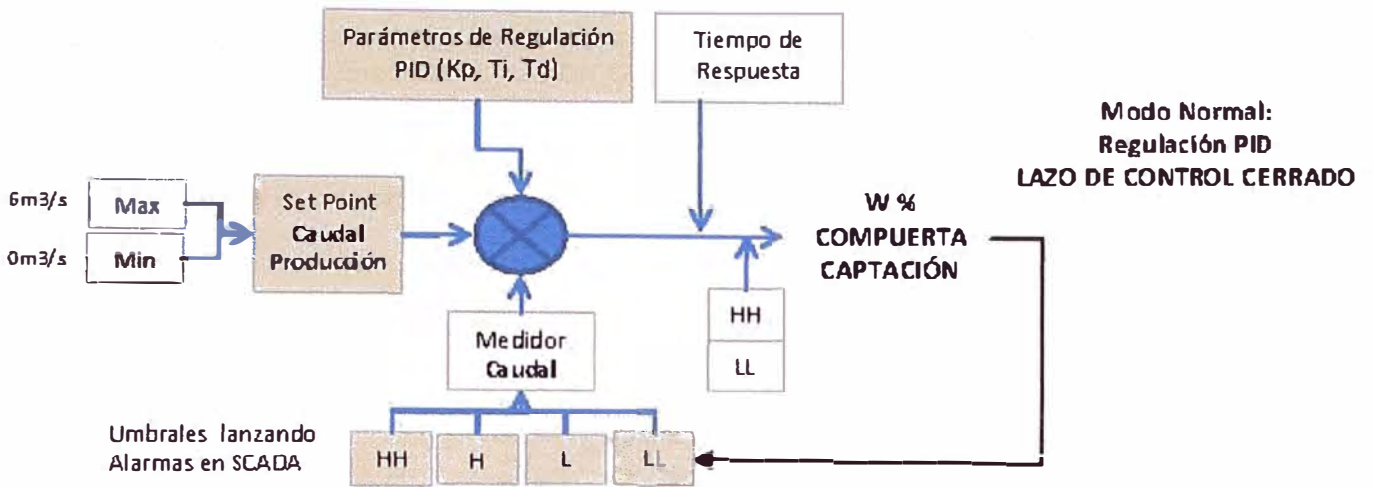 Parámetros de Regulación
PID (Kp, Ti, Td)
Tiempo de
Respuesta
Modo Normal:
Regulación PID
LAZO DE CONTROL CERRADO
6m3/s
Max
0m3/s
Min
Set Point
Caudal
Producción
W %
COMPUERTA
CAPTACIÓN
HH
LL
Medidor
Caudal
Umbrales lanzando
Alarmas en SCADA
HH
H
L
LL